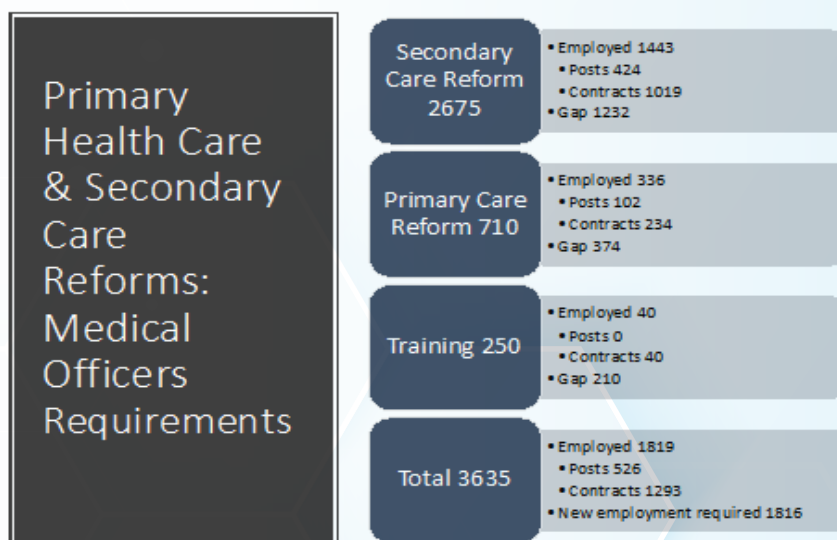 Primary
Health Care
& Secondary
Care
Reforms:
Medical
Officers
Requirements
Secondary
Care Reform
2675
• Employed 1443
• Posts 424
• Contracts 1019
• Gap 1232
Primary Care
Reform 710
• Employed 336
• Posts 102
• Contracts 234
• Gap 374
Training 250
• Employed 40
• Posts 0
• Contracts 40
• Gap 210
Total 3635
• Employed 1819
• Posts 526
• Contracts 1293
• New employment required 1816